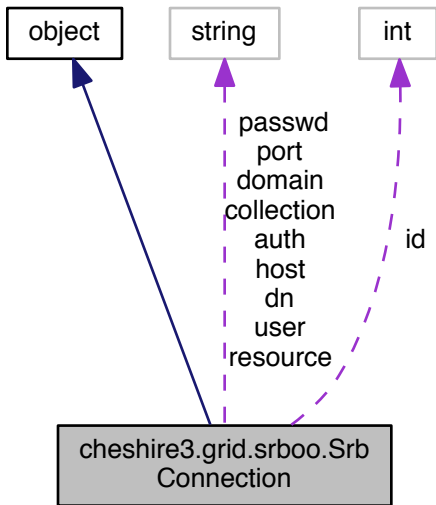 object
string
int
passwd
port
domain
collection
auth
host
dn
user
resource
id
cheshire3.grid.srboo.Srb
Connection